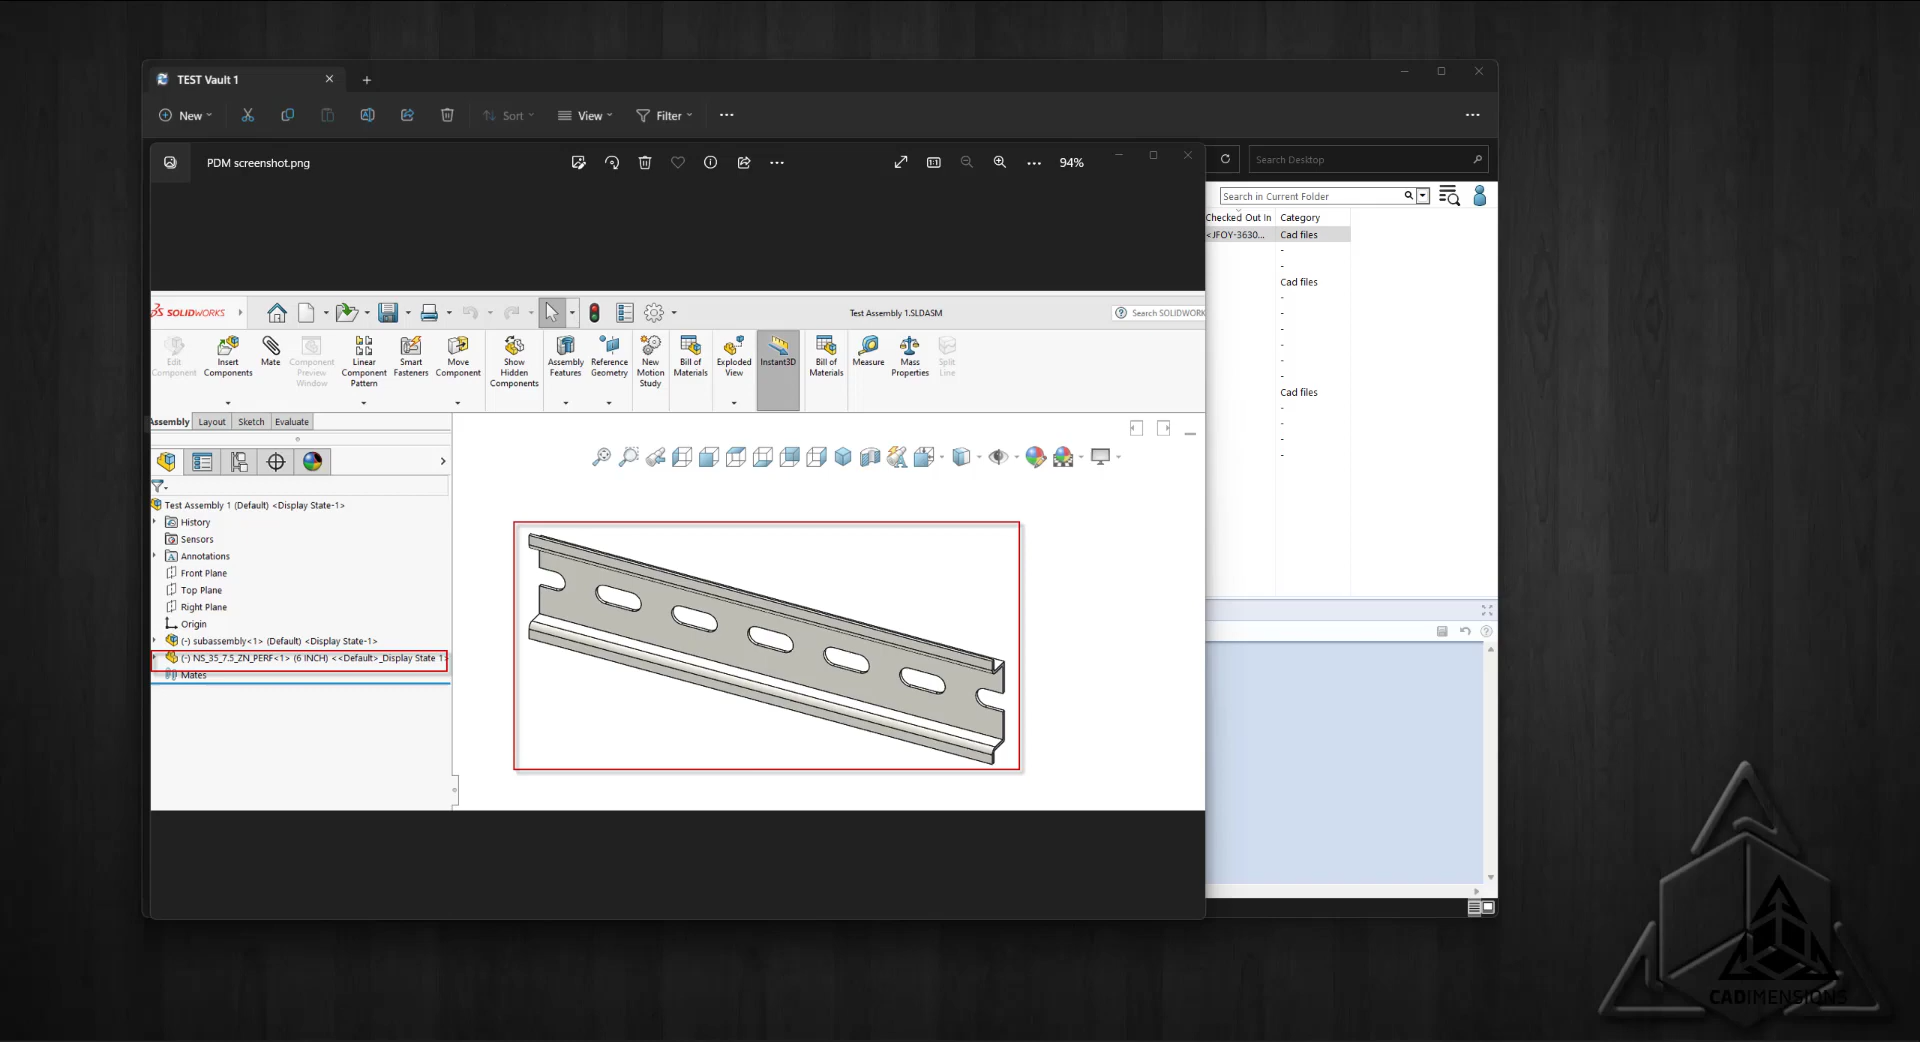 TEST Vault 1
New
Sort
View
Filter
PDM screenshot.png
94%
Search Desktop
Search in Current Folder
Checked Out In Category
<JFOY-3630... Cad files
-
-
Cad files
-
-
-
-
-
-
Cad files
-
-
-
-
SOLIDWORKS
Test Assembly 1.SLDASM
Search SOLIDWORK
Edit Component
Insert Components
Mate
Component Preview Window
Linear Component Pattern
Smart Fasteners
Move Component
Show Hidden Components
Assembly Features
Reference Geometry
New Motion Study
Bill of Materials
Exploded View
Instant3D
Bill of Materials
Measure
Mass Properties
Split Line
Assembly Layout Sketch Evaluate
Test Assembly 1 (Default) <Display State-1>
History
Sensors
Annotations
Front Plane
Top Plane
Right Plane
Origin
(-) subassembly<1> (Default) <Display State-1>
(-) NS_35_7.5_ZN_PERF<1> (6 INCH) <<Default>_Display State 1>
Mates
CADIMENSIONS